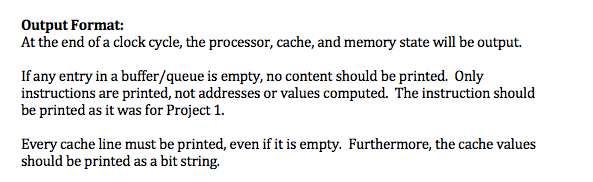 Output Format:
At the end of a clock cycle, the processor, cache, and memory state will be output.
If any entry in a buffer/queue is empty, no content should be printed. Only
instructions are printed, not addresses or values computed. The instruction should
be printed as it was for Project 1.
Every cache line must be printed, even if it is empty. Furthermore, the cache values
should be printed as a bit string.